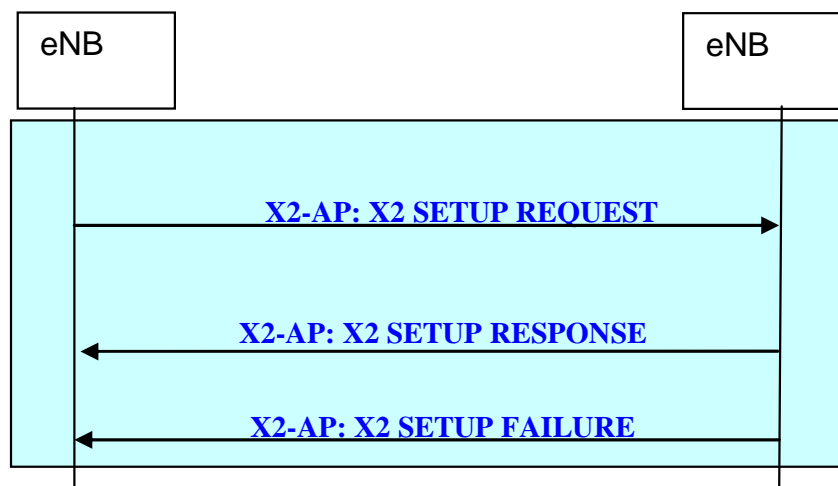 eNB
eNB
X2-AP: X2 SETUP REQUEST
X2-AP: X2 SETUP RESPONSE
X2-AP: X2 SETUP FAILURE